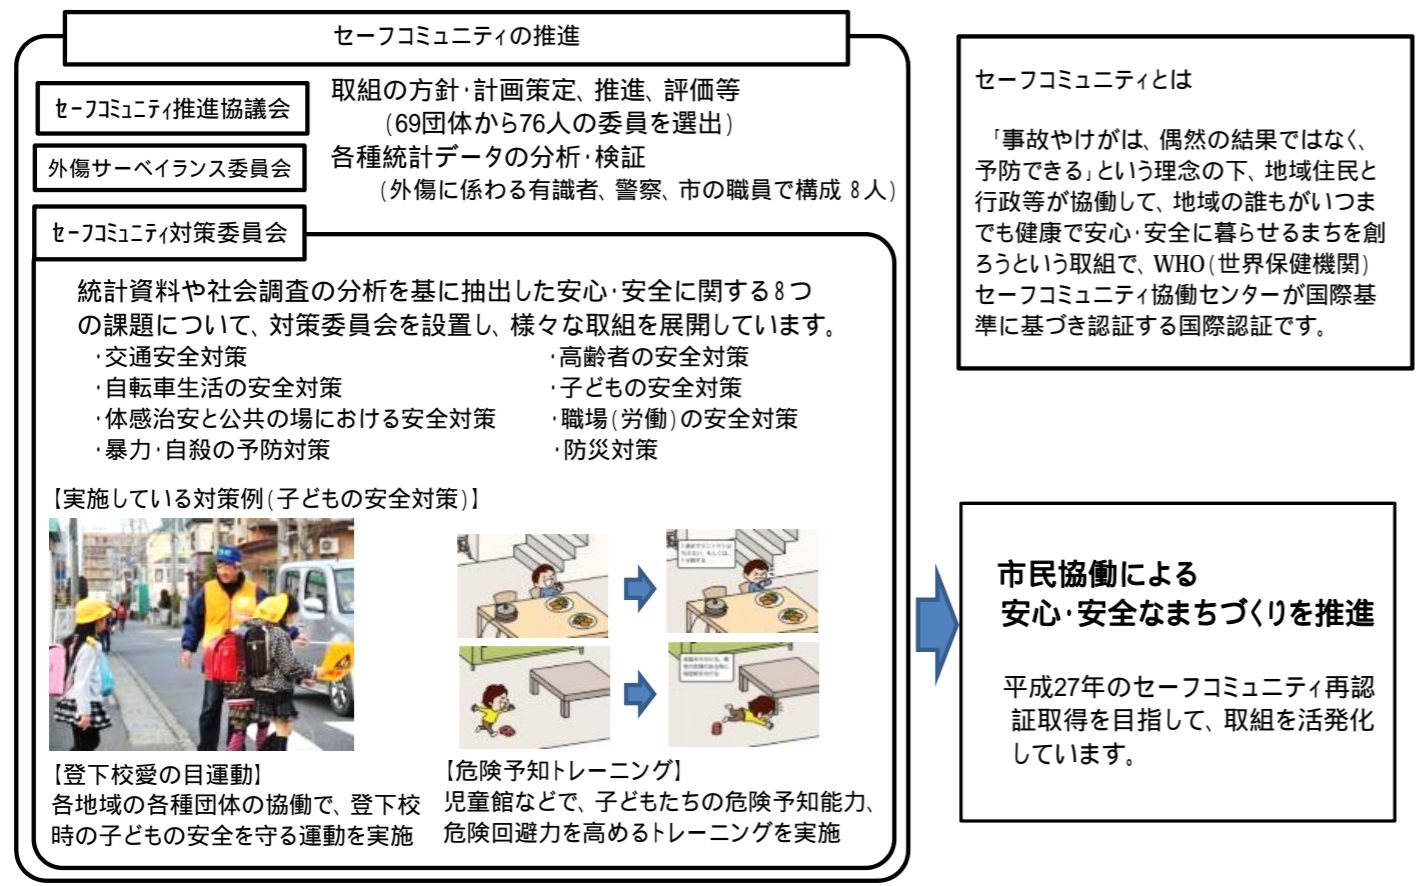 セーフコミュニティの推進
セーフコミュニティ推進協議会
取組の方針・計画策定、推進、評価等
(69団体から76人の委員を選出)
外傷サーベイランス委員会
各種統計データの分析・検証
(外傷に係わる有識者、警察、市の職員で構成 8人)
セーフコミュニティ対策委員会
統計資料や社会調査の分析を基に抽出した安心・安全に関する8つ
の課題について、対策委員会を設置し、様々な取組を展開しています。
・交通安全対策
・自転車生活の安全対策
・体感治安と公共の場における安全対策
・暴力・自殺の予防対策
・高齢者の安全対策
・子どもの安全対策
・職場(労働)の安全対策
・防災対策
【実施している対策例(子どもの安全対策)】
【登下校愛の目運動】
各地域の各種団体の協働で、登下校
時の子どもの安全を守る運動を実施
【危険予知トレーニング】
児童館などで、子どもたちの危険予知能力、
危険回避力を高めるトレーニングを実施
セーフコミュニティとは
「事故やけがは、偶然の結果ではなく、
予防できる」という理念の下、地域住民と
行政等が協働して、地域の誰もがいつま
でも健康で安心・安全に暮らせるまちを創
ろうという取組で、WHO(世界保健機関)
セーフコミュニティ協働センターが国際基
準に基づき認証する国際認証です。
市民協働による
安心・安全なまちづくりを推進
平成27年のセーフコミュニティ再認
証取得を目指して、取組を活発化
しています。